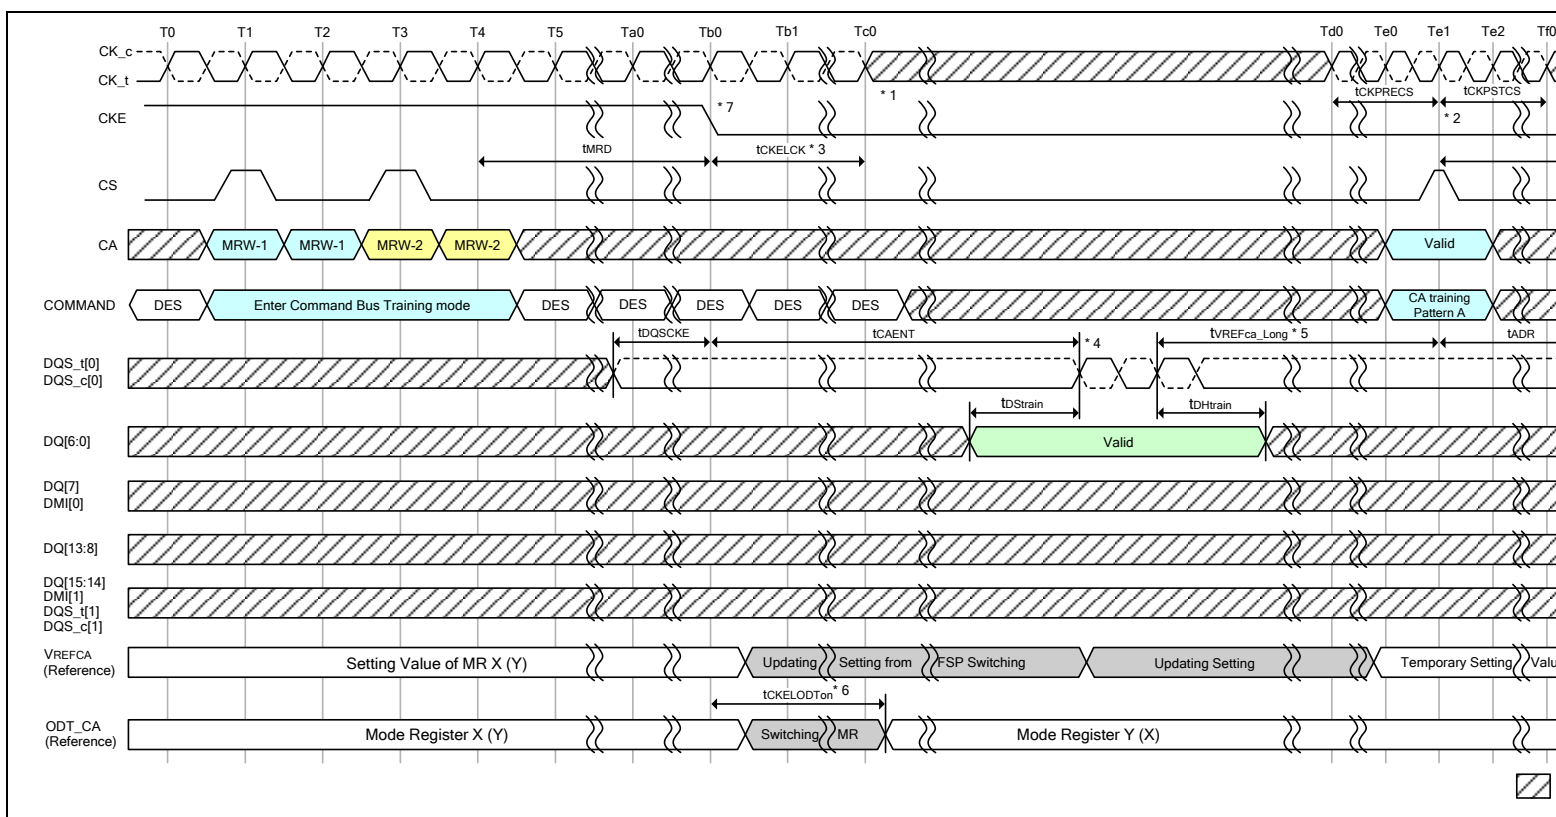 T0 T1 T2 T3 T4 T5 Ta0 Tb0 Tb1 Tc0 Td0 Te0 Te1 Te2 Tf0
CK_c
CK_t
* 1
tCKPRECS tCKPSTCS
CKE
* 7
* 2
tMRD tCKELCK * 3
CS
CA MRW-1 MRW-1 MRW-2 MRW-2 Valid
COMMAND DES Enter Command Bus Training mode DES DES DES DES DES CA training
Pattern A
tDQSCKE tCAENT * 4 tVREFca_Long * 5 tADR
DQS_t[0]
DQS_c[0]
tDStrain tDHtrain
DQ[6:0] Valid
DQ[7]
DMI[0]
DQ[13:8]
DQ[15:14]
DMI[1]
DQS_t[1]
DQS_c[1]
VREFCA
(Reference)
Setting Value of MR X (Y) Updating Setting from FSP Switching Updating Setting Temporary Setting Valu
tCKELODTon * 6
ODT_CA
(Reference)
Mode Register X (Y) Switching MR Mode Register Y (X)